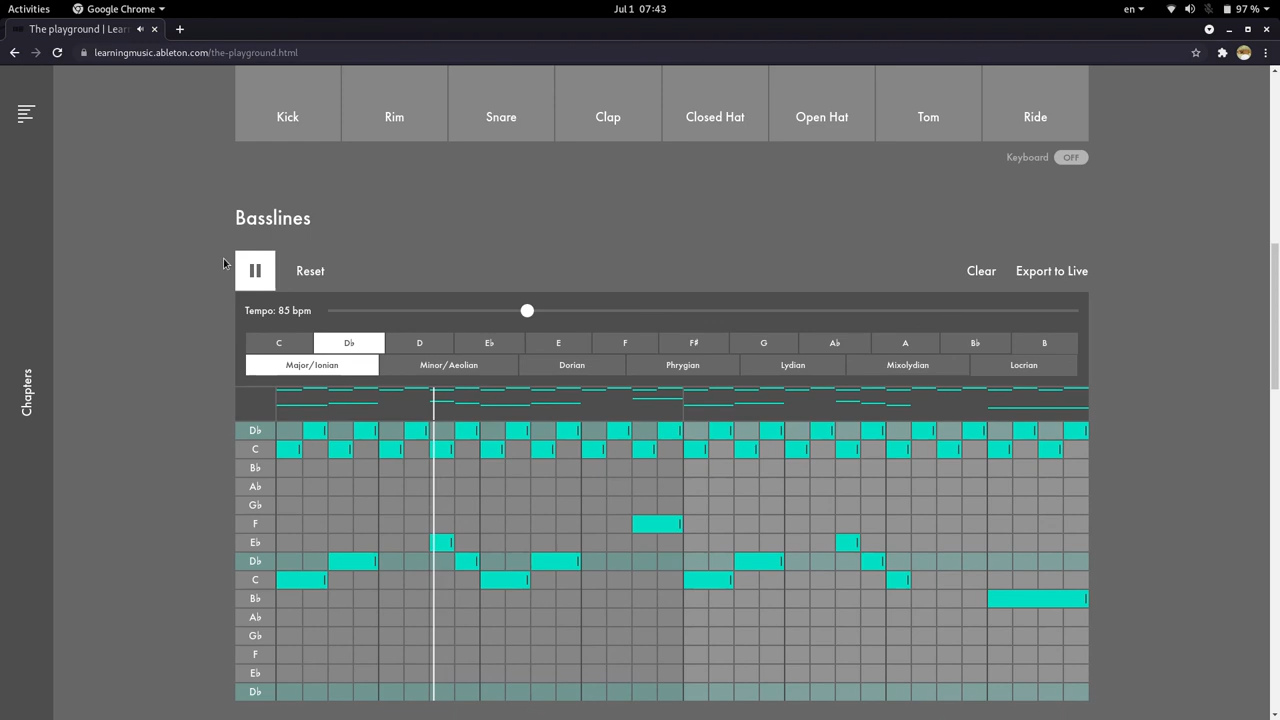 Activities
Google Chrome
Jul 1 07:43
en
97 %
The playground | Lear
learningmusic.ableton.com/the-playground.html
Chapters
Kick Rim Snare Clap Closed Hat Open Hat Tom Ride
Keyboard OFF
Basslines
Reset
Clear
Export to Live
Tempo: 85 bpm
C D♭ D E♭ E F F♯ G A♭ A B♭ B
Major/Ionian Minor/Aeolian Dorian Phrygian Lydian Mixolydian Locrian
D♭
C
B♭
A♭
G♭
F
E♭
D♭
C
B♭
A♭
G♭
F
E♭
D♭